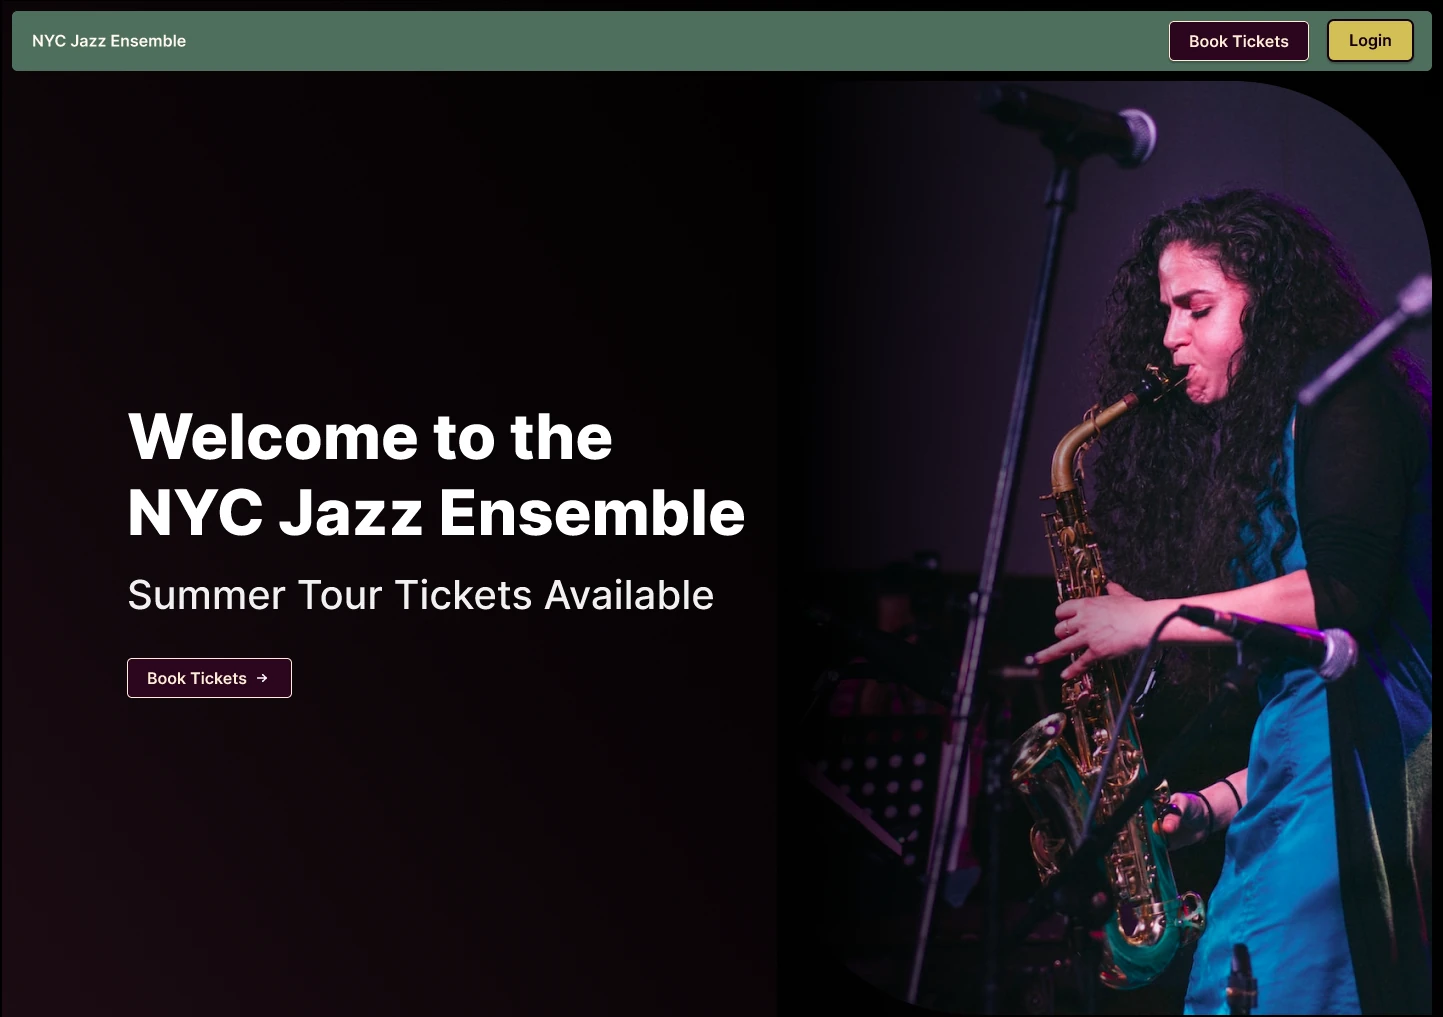 NYC Jazz Ensemble
Book Tickets
Login
Welcome to the
NYC Jazz Ensemble
Summer Tour Tickets Available
Book Tickets →